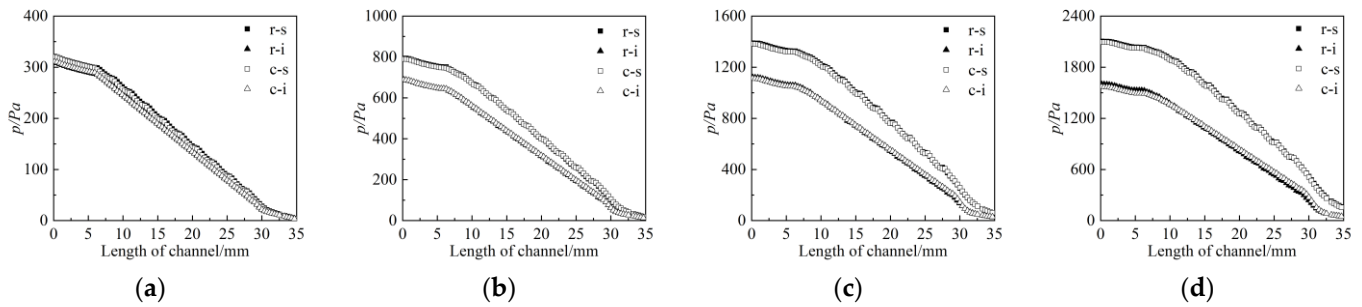 400
300
200
100
0
p/Pa
r-s
r-i
c-s
c-i
0 5 10 15 20 25 30 35
Length of channel/mm
(a)
1000
800
600
400
200
0
p/Pa
r-s
r-i
c-s
c-i
0 5 10 15 20 25 30 35
Length of channel/mm
(b)
1600
1200
800
400
0
p/Pa
r-s
r-i
c-s
c-i
0 5 10 15 20 25 30 35
Length of channel/mm
(c)
2400
1800
1200
600
0
p/Pa
r-s
r-i
c-s
c-i
0 5 10 15 20 25 30 35
Length of channel/mm
(d)